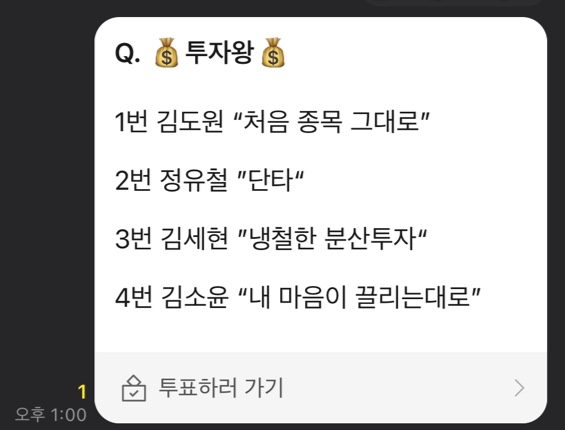 Q. 💰 투자왕 💰
1번 김도원 “처음 종목 그대로”
2번 정유철 ”단타“
3번 김세현 ”냉철한 분산투자“
4번 김소윤 “내 마음이 끌리는대로”
투표하러 가기
1
오후 1:00